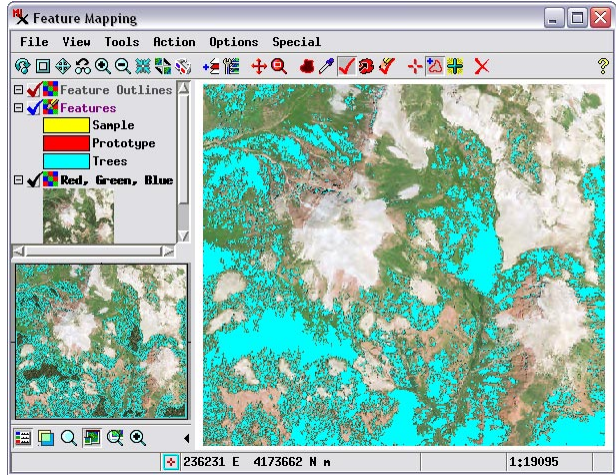 Feature Mapping
File View Tools Action Options Special
?
Feature Outlines
Features
Sample
Prototype
Trees
Red, Green, Blue
236231 E 4173662 N m
1:19095